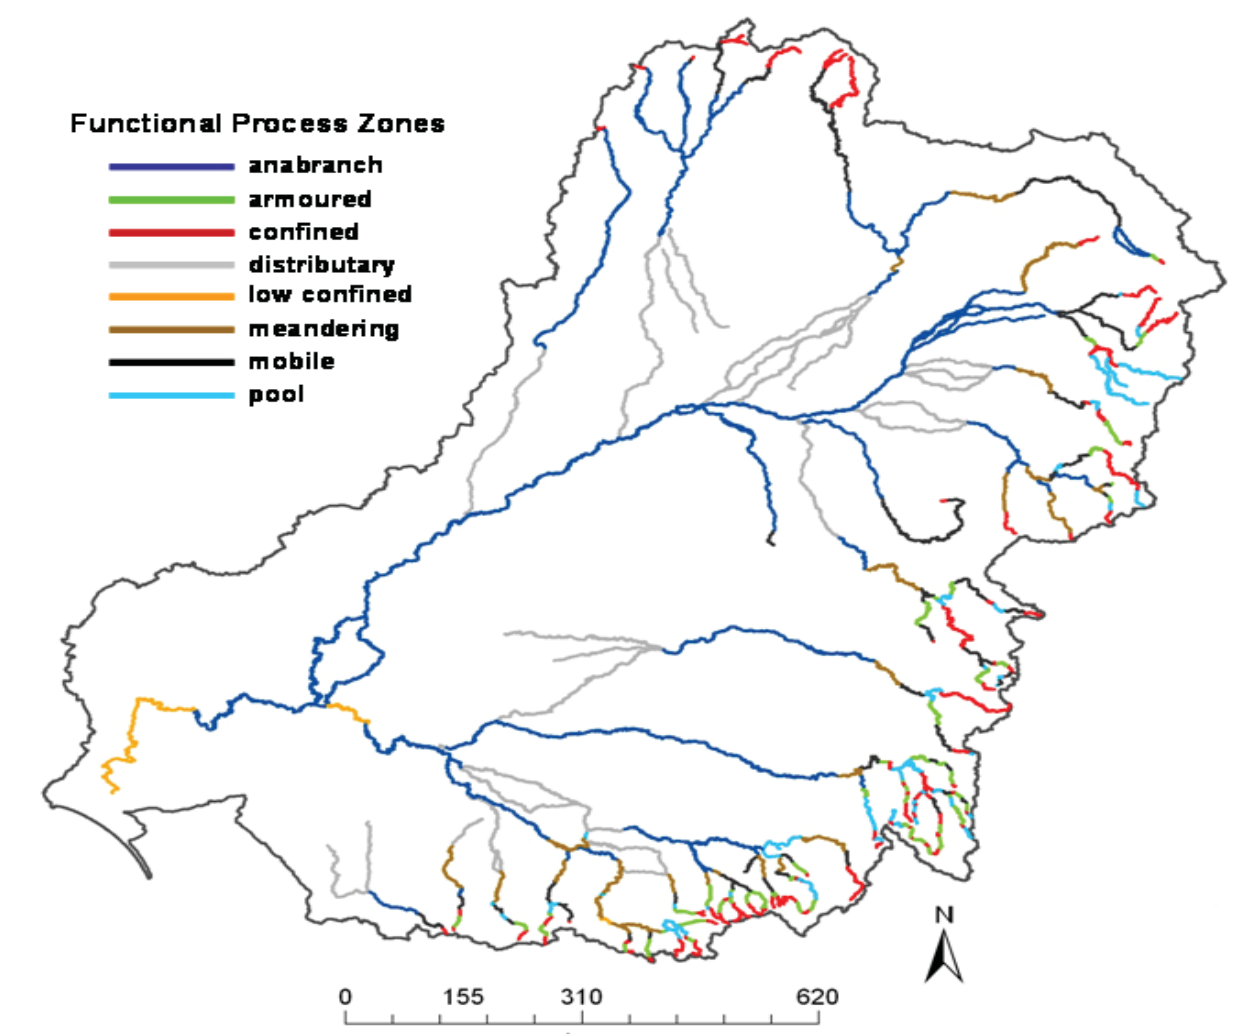 Functional Process Zones
anabranch
armoured
confined
distributary
low confined
meandering
mobile
pool
N
0 155 310 620